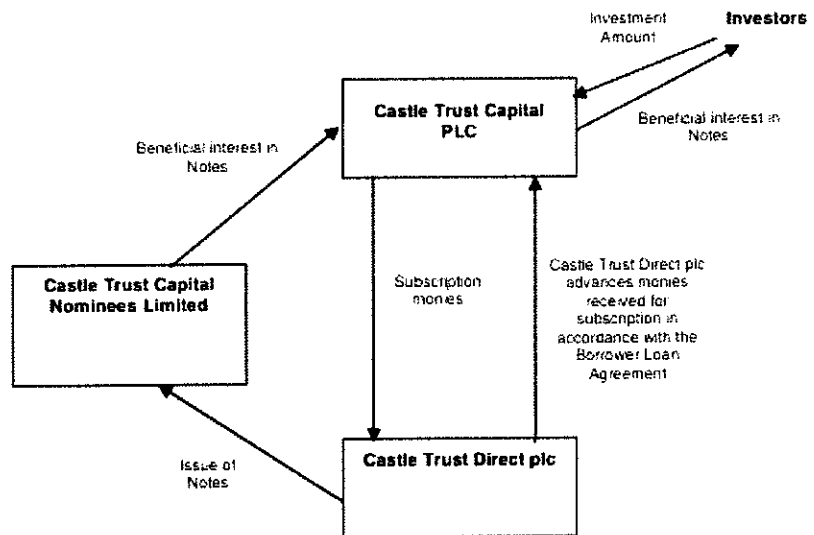 Investment
Amount
Investors
Castle Trust Capital
PLC
Beneficial interest in
Notes
Beneficial interest in
Notes
Castle Trust Capital
Nominees Limited
Subscription
monies
Castle Trust Direct plc
advances monies
received for
subscription in
accordance with the
Borrower Loan
Agreement
Issue of
Notes
Castle Trust Direct plc